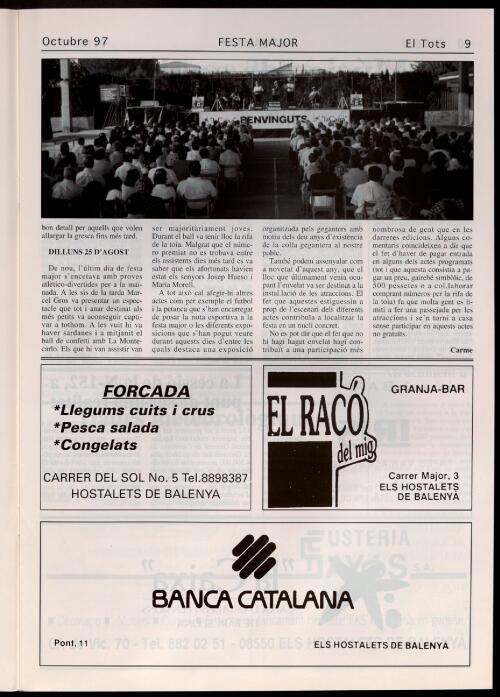 Octubre 97
FESTA MAJOR
El Tots 9
BENVINGUTS
bon detall per aquells que volen
allargar la gresca fins més tard.
DILLUNS 25 D'AGOST
De nou, l'últim dia de festa
major s'encetava amb proves
atlético-divertides per a la mai-
nada. A les sis de la tarda Mar-
cel Gros va presentar un espec-
tacle que tot i anar destinat als
més petits va aconseguir capti-
var a tothom. A les vuit hi va
haver sardanes i a mitjanit el
ball de confeti amb La Monte-
carlo. Els que hi van assistir van
ser majoritàriament joves.
Durant el ball va tenir lloc la rifa
de la toia. Malgrat que el núme-
ro premiat no es trobava entre
els assistents dies més tard es va
saber que els afortunats havien
estat els senyors Josep Hueso i
Maria Morell.
A tot això cal afegir-hi altres
actes com per exemple el futbol
i la petanca que s'han encarregat
de posar la nota esportiva a la
festa major o les diferents expo-
sicions que s'han pogut veure
durant aquests dies d'entre les
quals destaca una exposició
organitzada pels geganters amb
motiu dels deu anys d'existència
de la colla gegantera al nostre
poble.
També podem assenyalar com
a novetat d'aquest any, que el
lloc que últimament venia ocu-
pant l'envelat va ser destinat a la
instal.lació de les atraccions. El
fet que aquestes estiguessin a
prop de l'escenari dels diferents
actes contribuïa a localitzar la
festa en un nucli concret.
No es pot dir que el fet que no
hi hagi hagut envelat hagi con-
tribuït a una participació més
nombrosa de gent que en les
darreres edicions. Alguns co-
mentaris coincideixen a dir que
el fet d'haver de pagar entrada
en alguns dels actes programats
(tot i que aquesta consistia a pa-
gar un preu, gairebé simbòlic, de
500 pessetes o a col.laborar
comprant números per la rifa de
la toia) fa que molta gent es li-
miti a fer una passejada per les
atraccions i se'n torni a casa
sense participar en aquests actes
no gratuïts.
Carme
FORCADA
*Llegums cuits i crus
*Pesca salada
*Congelats
CARRER DEL SOL No. 5 Tel.8898387
HOSTALETS DE BALENYA
GRANJA-BAR
EL RACÓ
del mig
Carrer Major, 3
ELS HOSTALETS
DE BALENYA
BANCA CATALANA
Pont, 11
ELS HOSTALETS DE BALENYA